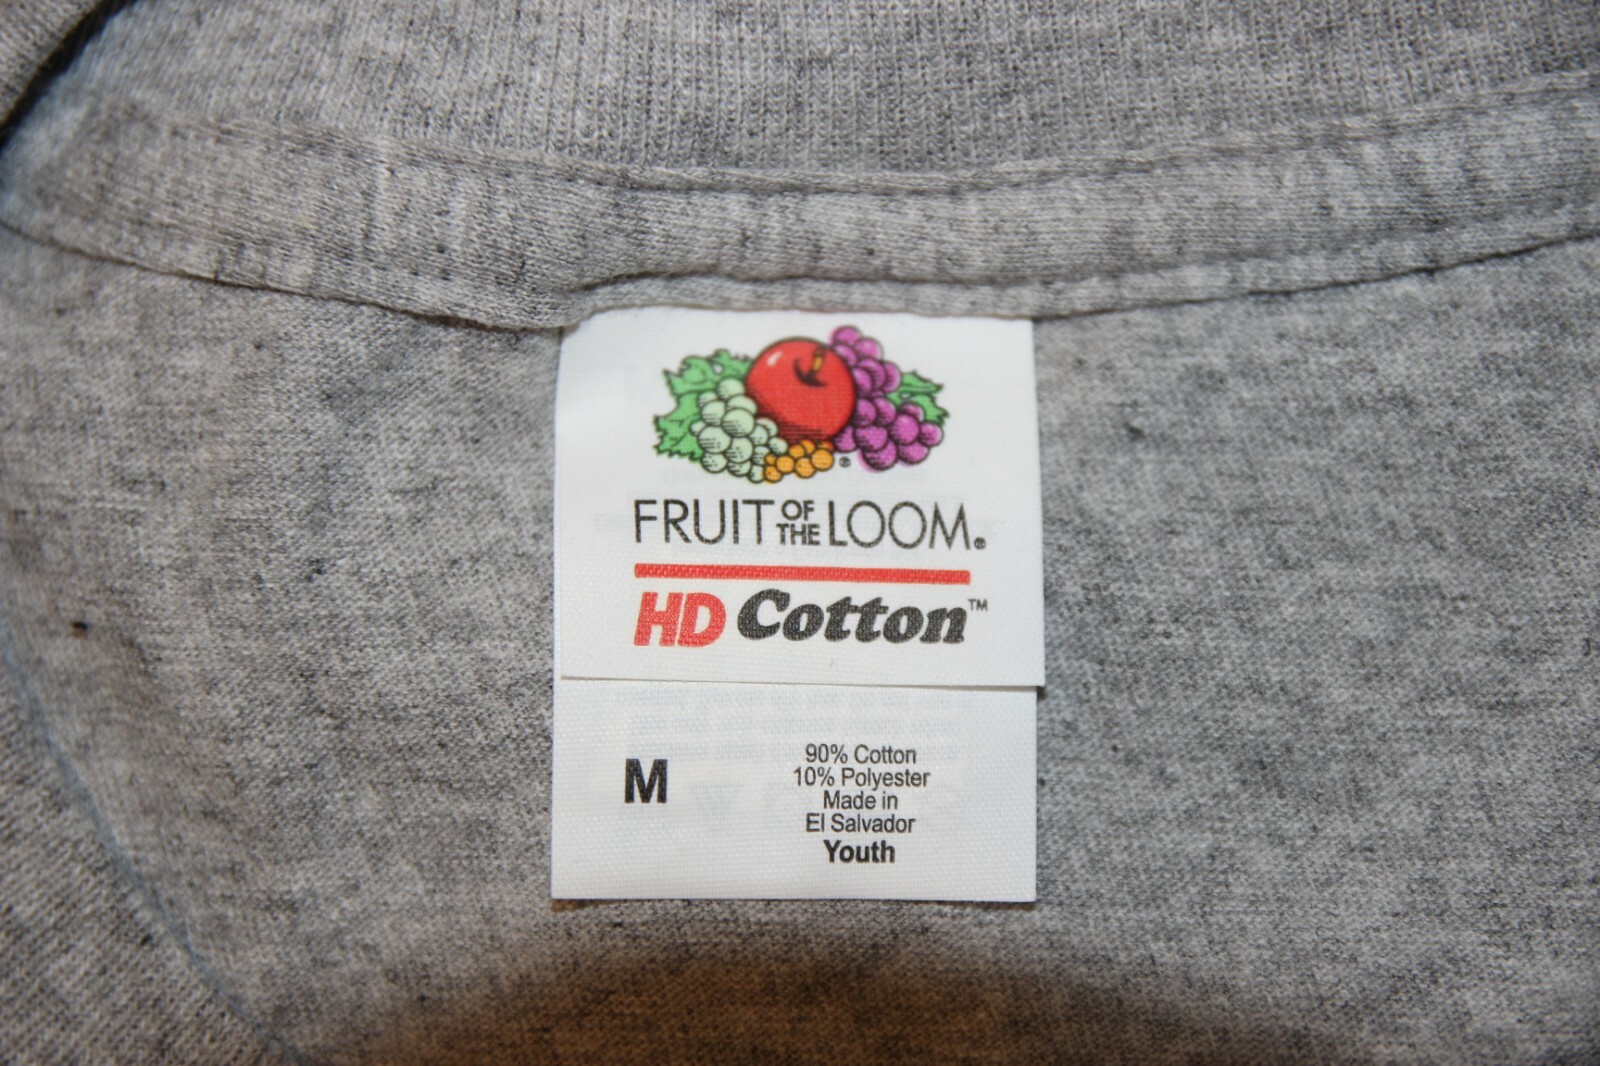 FRUIT OF THE LOOM®
HD Cotton™
M
90% Cotton
10% Polyester
Made in
El Salvador
Youth